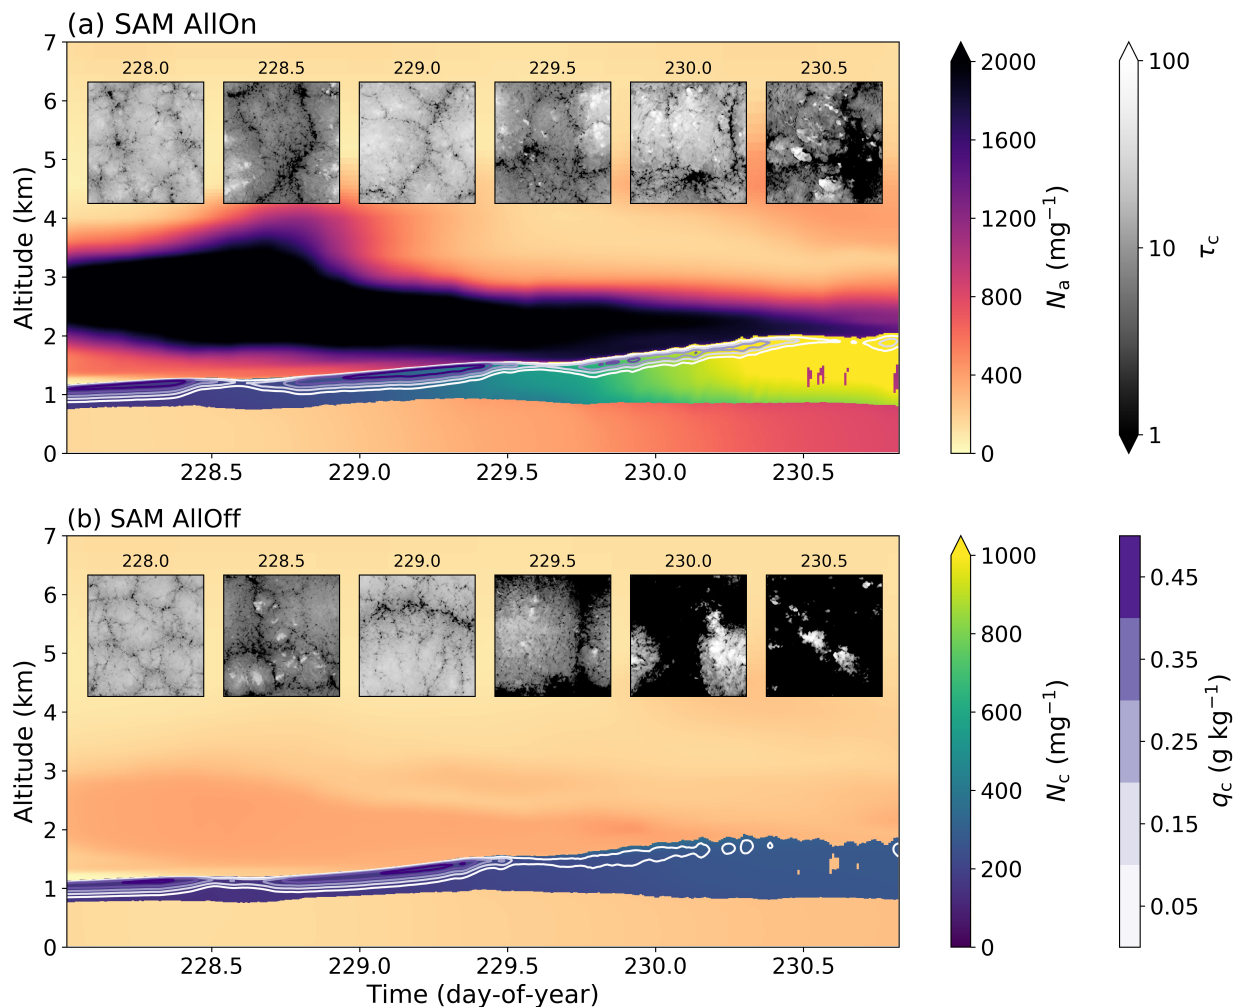 (a) SAM AllOn
228.0 228.5 229.0 229.5 230.0 230.5
7
6
5
4
3
2
1
0
Altitude (km)
228.5 229.0 229.5 230.0 230.5
2000
1600
1200
800
400
0
Nₐ (mg⁻¹)
100
10
1
τ_c
(b) SAM AllOff
228.0 228.5 229.0 229.5 230.0 230.5
7
6
5
4
3
2
1
0
Altitude (km)
228.5 229.0 229.5 230.0 230.5
Time (day-of-year)
1000
800
600
400
200
0
N_c (mg⁻¹)
0.45
0.35
0.25
0.15
0.05
q_c (g kg⁻¹)